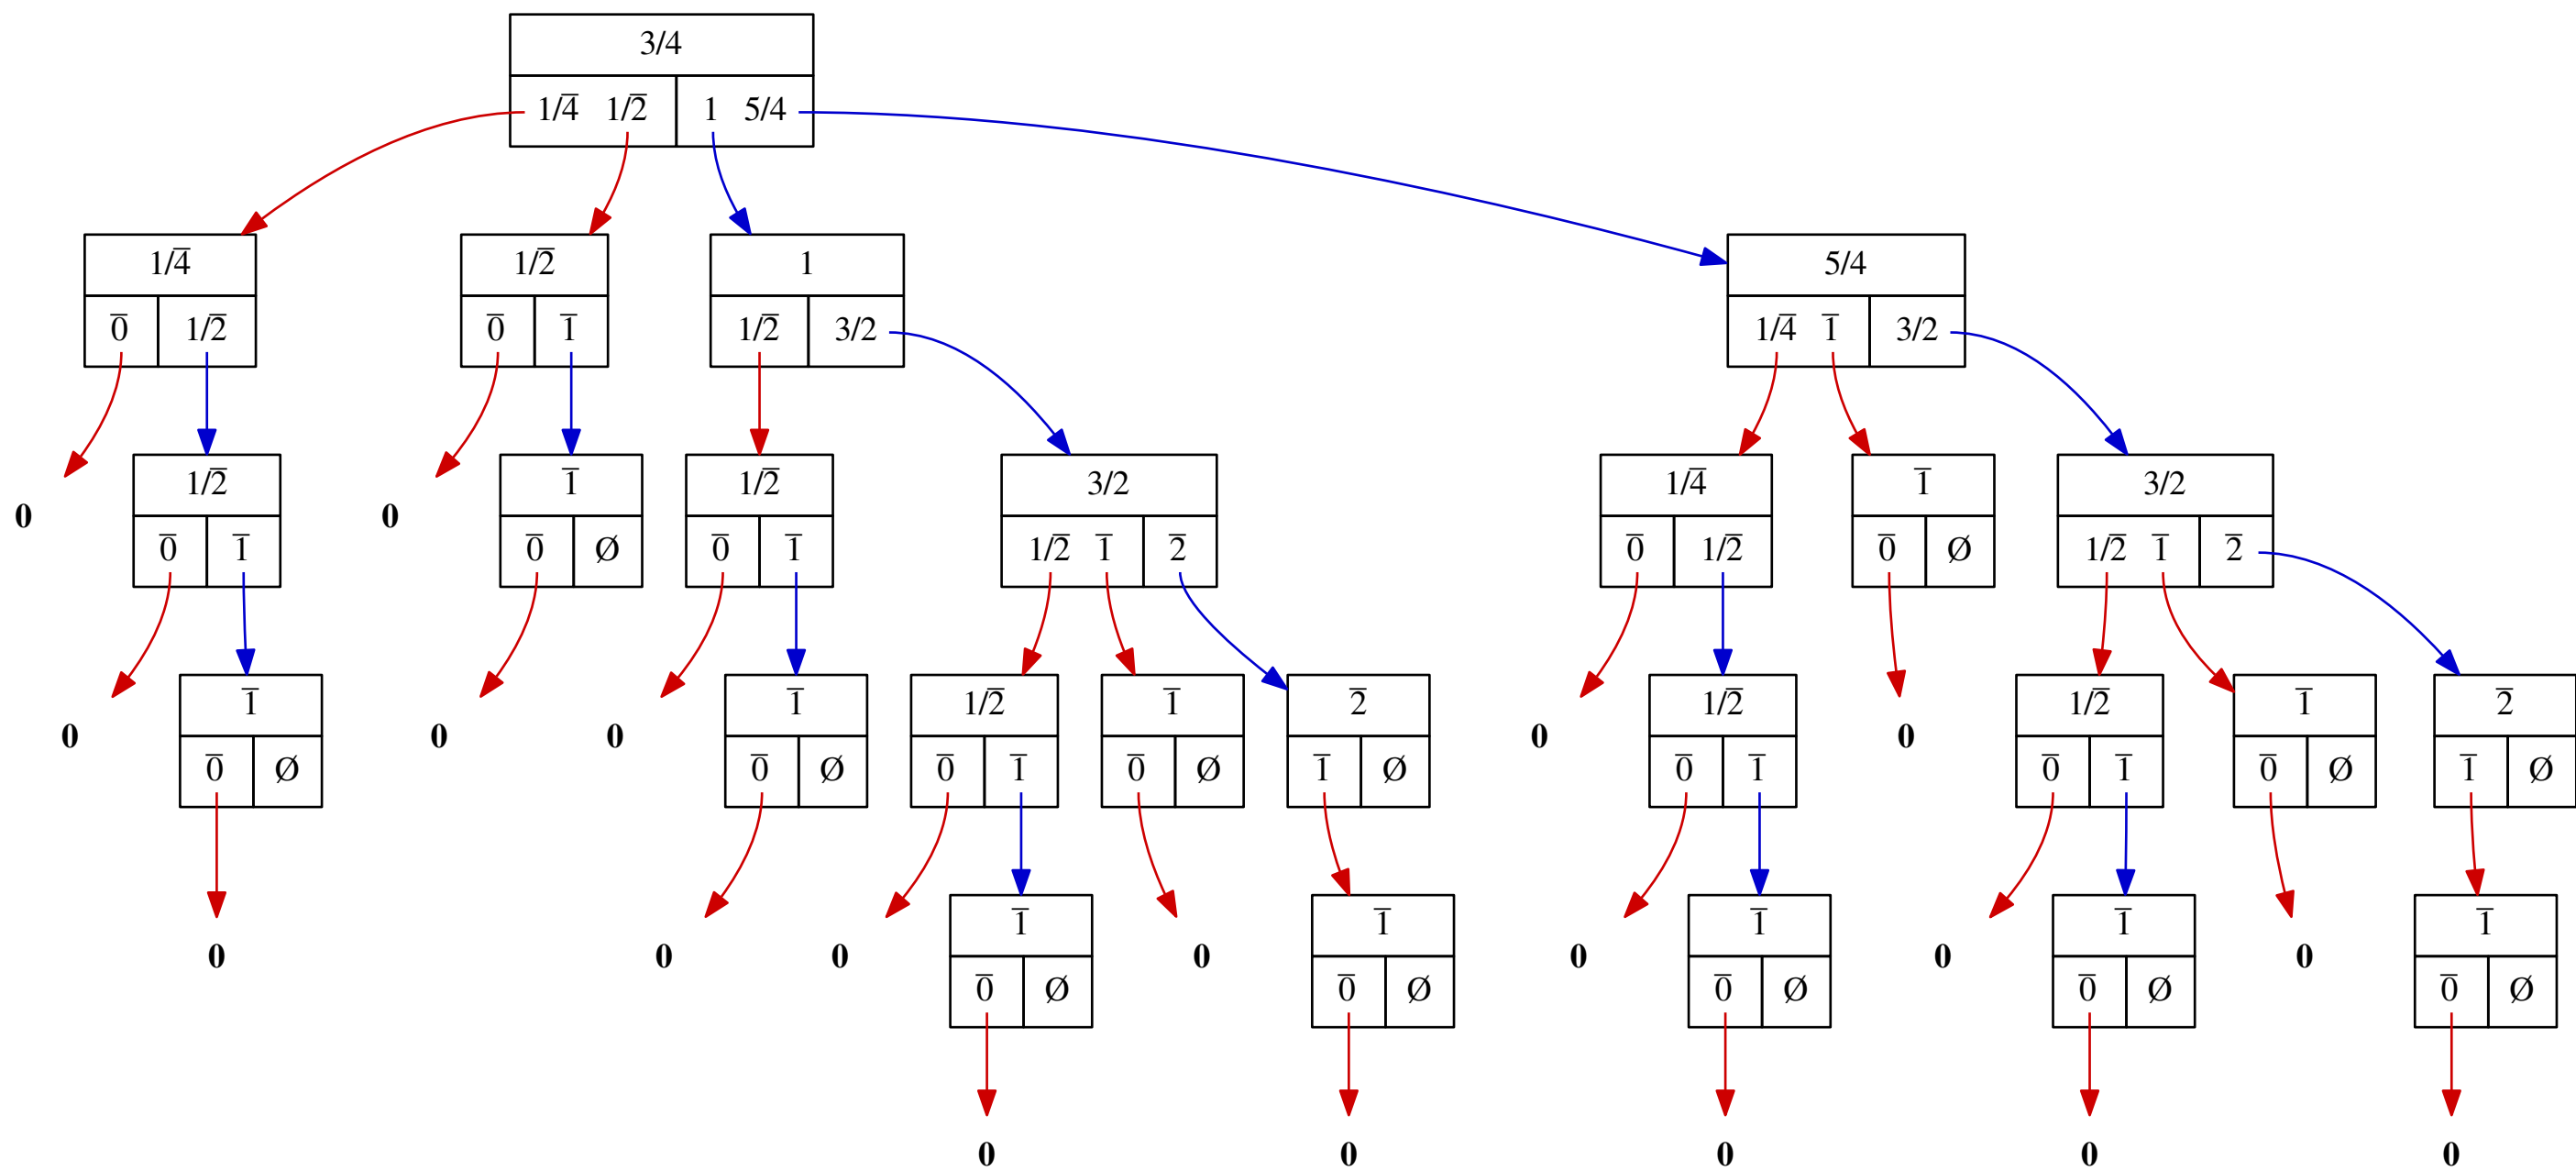 3/4
1/4̅ 1/2̅ 1 5/4
1/4̅ 1/2̅ 1 5/4
0̅ 1/2̅ 0̅ 1̅ 1/2̅ 3/2 1/4̅ 1̅ 3/2
1/2̅ 1̅ 1/2̅ 3/2 1/4̅ 1̅ 3/2
0 0
0̅ 1̅ 0̅ Ø 0̅ 1̅ 1/2̅ 1̅ 2̅ 0̅ 1/2̅ 0̅ Ø 1/2̅ 1̅ 2̅
1̅ 1̅ 1/2̅ 1̅ 2̅ 1/2̅ 1/2̅ 1̅ 2̅
0 0 0 0 0
0̅ Ø 0̅ Ø 0̅ 1̅ 0̅ Ø 1̅ Ø 0̅ 1̅ 0̅ 1̅ 0̅ Ø 1̅ Ø
1̅ 1̅ 1̅ 1̅ 1̅
0 0 0 0 0 0 0
0̅ Ø 0̅ Ø 0̅ Ø 0̅ Ø 0̅ Ø
0 0 0 0 0